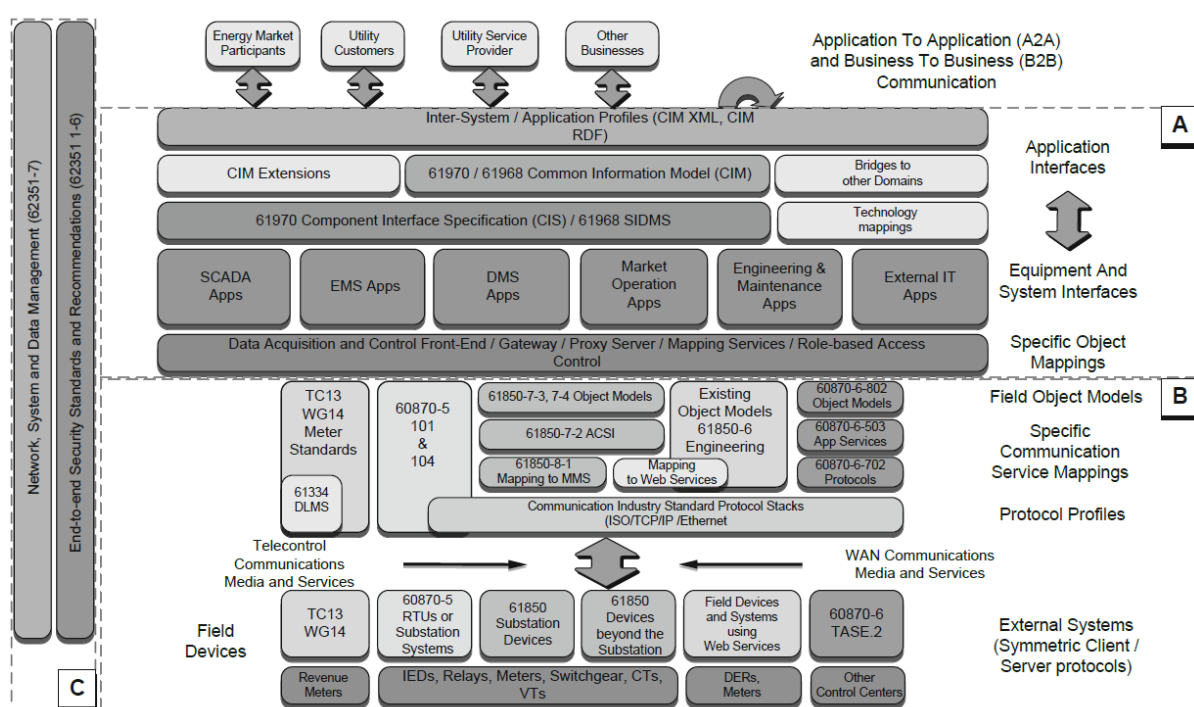 Energy Market
Participants
Utility
Customers
Utility Service
Provider
Other
Businesses
Application To Application (A2A)
and Business To Business (B2B)
Communication
Network, System and Data Management (62351-7)
End-to-end Security Standards and Recommendations (62351 1-6)
A
Inter-System / Application Profiles (CIM XML, CIM
RDF)
CIM Extensions
61970 / 61968 Common Information Model (CIM)
Bridges to
other Domains
Application
Interfaces
61970 Component Interface Specification (CIS) / 61968 SIDMS
Technology
mappings
SCADA
Apps
EMS Apps
DMS
Apps
Market
Operation
Apps
Engineering &
Maintenance
Apps
External IT
Apps
Equipment And
System Interfaces
Data Acquisition and Control Front-End / Gateway / Proxy Server / Mapping Services / Role-based Access
Control
Specific Object
Mappings
B
TC13
WG14
Meter
Standards
61334
DLMS
60870-5
101
&
104
61850-7-3, 7-4 Object Models
61850-7-2 ACSI
61850-8-1
Mapping to MMS
Existing
Object Models
61850-6
Engineering
Mapping
to Web Services
60870-6-802
Object Models
60870-6-503
App Services
60870-6-702
Protocols
Field Object Models
Specific
Communication
Service Mappings
Communication Industry Standard Protocol Stacks
(ISO/TCP/IP /Ethernet
Protocol Profiles
Telecontrol
Communications
Media and Services
WAN Communications
Media and Services
Field
Devices
TC13
WG14
60870-5
RTUs or
Substation
Systems
61850
Substation
Devices
61850
Devices
beyond the
Substation
Field Devices
and Systems
using
Web Services
60870-6
TASE.2
External Systems
(Symmetric Client /
Server protocols)
Revenue
Meters
IEDs, Relays, Meters, Switchgear, CTs,
VTs
DERs,
Meters
Other
Control Centers
C